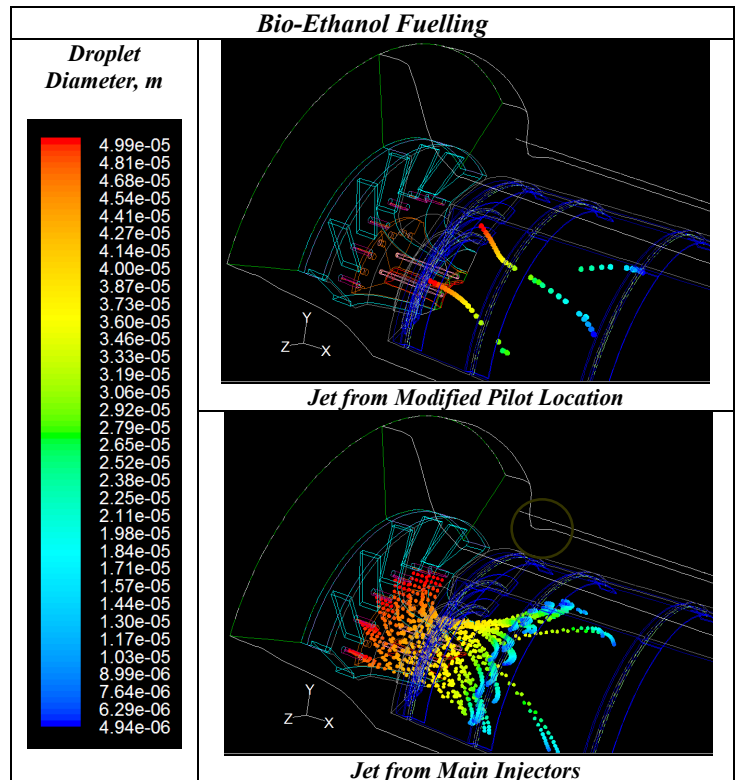 Bio-Ethanol Fuelling
Droplet
Diameter, m
4.99e-05
4.81e-05
4.68e-05
4.54e-05
4.41e-05
4.27e-05
4.14e-05
4.00e-05
3.87e-05
3.73e-05
3.60e-05
3.46e-05
3.33e-05
3.19e-05
3.06e-05
2.92e-05
2.79e-05
2.65e-05
2.52e-05
2.38e-05
2.25e-05
2.11e-05
1.98e-05
1.84e-05
1.71e-05
1.57e-05
1.44e-05
1.30e-05
1.17e-05
1.03e-05
8.99e-06
7.64e-06
6.29e-06
4.94e-06
Y
Z X
Jet from Modified Pilot Location
Y
Z X
Jet from Main Injectors